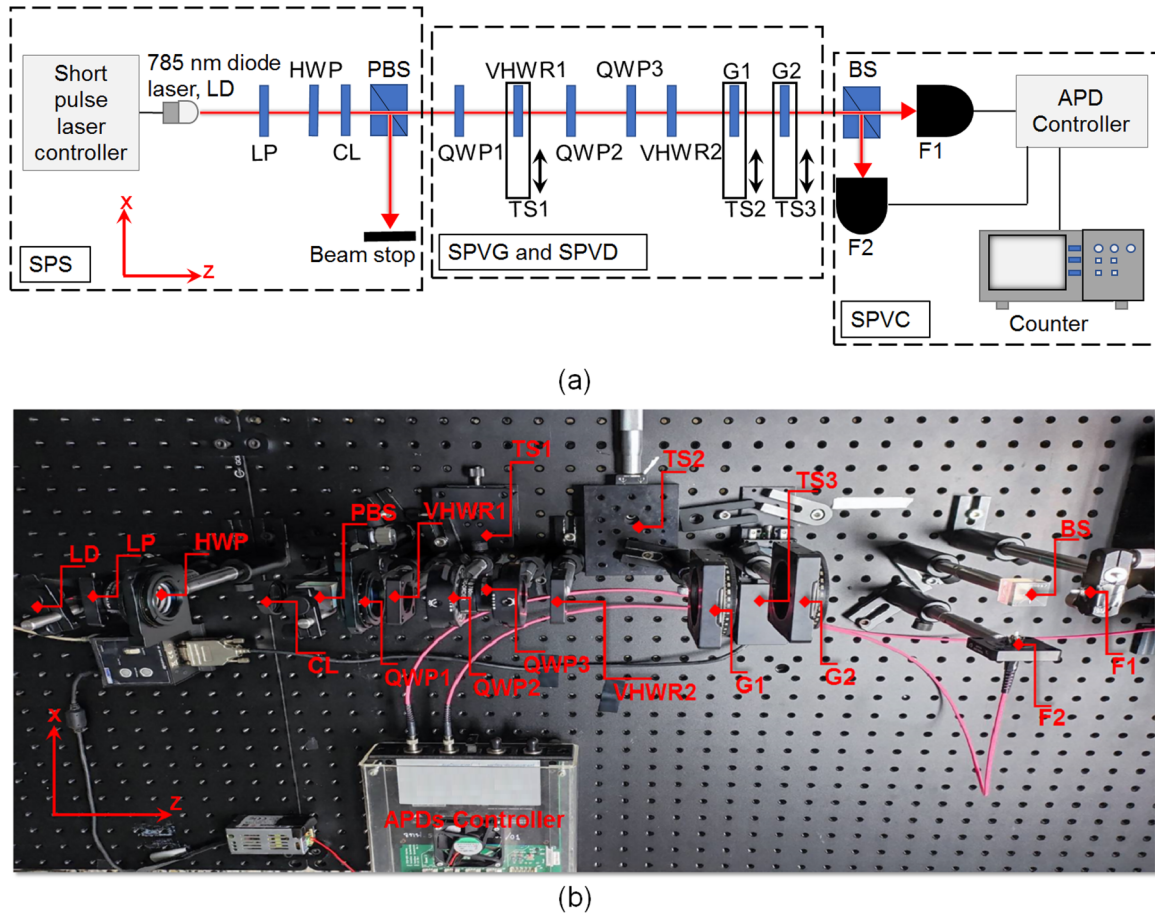 Short
pulse
laser
controller
785 nm diode
laser, LD
HWP
PBS
LP
CL
Beam stop
SPS
X
Z
VHWR1
QWP3
G1
G2
QWP1
QWP2
VHWR2
TS1
TS2
TS3
SPVG and SPVD
BS
F1
F2
APD
Controller
Counter
SPVC
(a)
TS1
TS2
TS3
PBS
VHWR1
BS
LD
LP
HWP
CL
QWP1
QWP2
QWP3
VHWR2
G1
G2
F1
F2
X
Z
APDs Controller
(b)